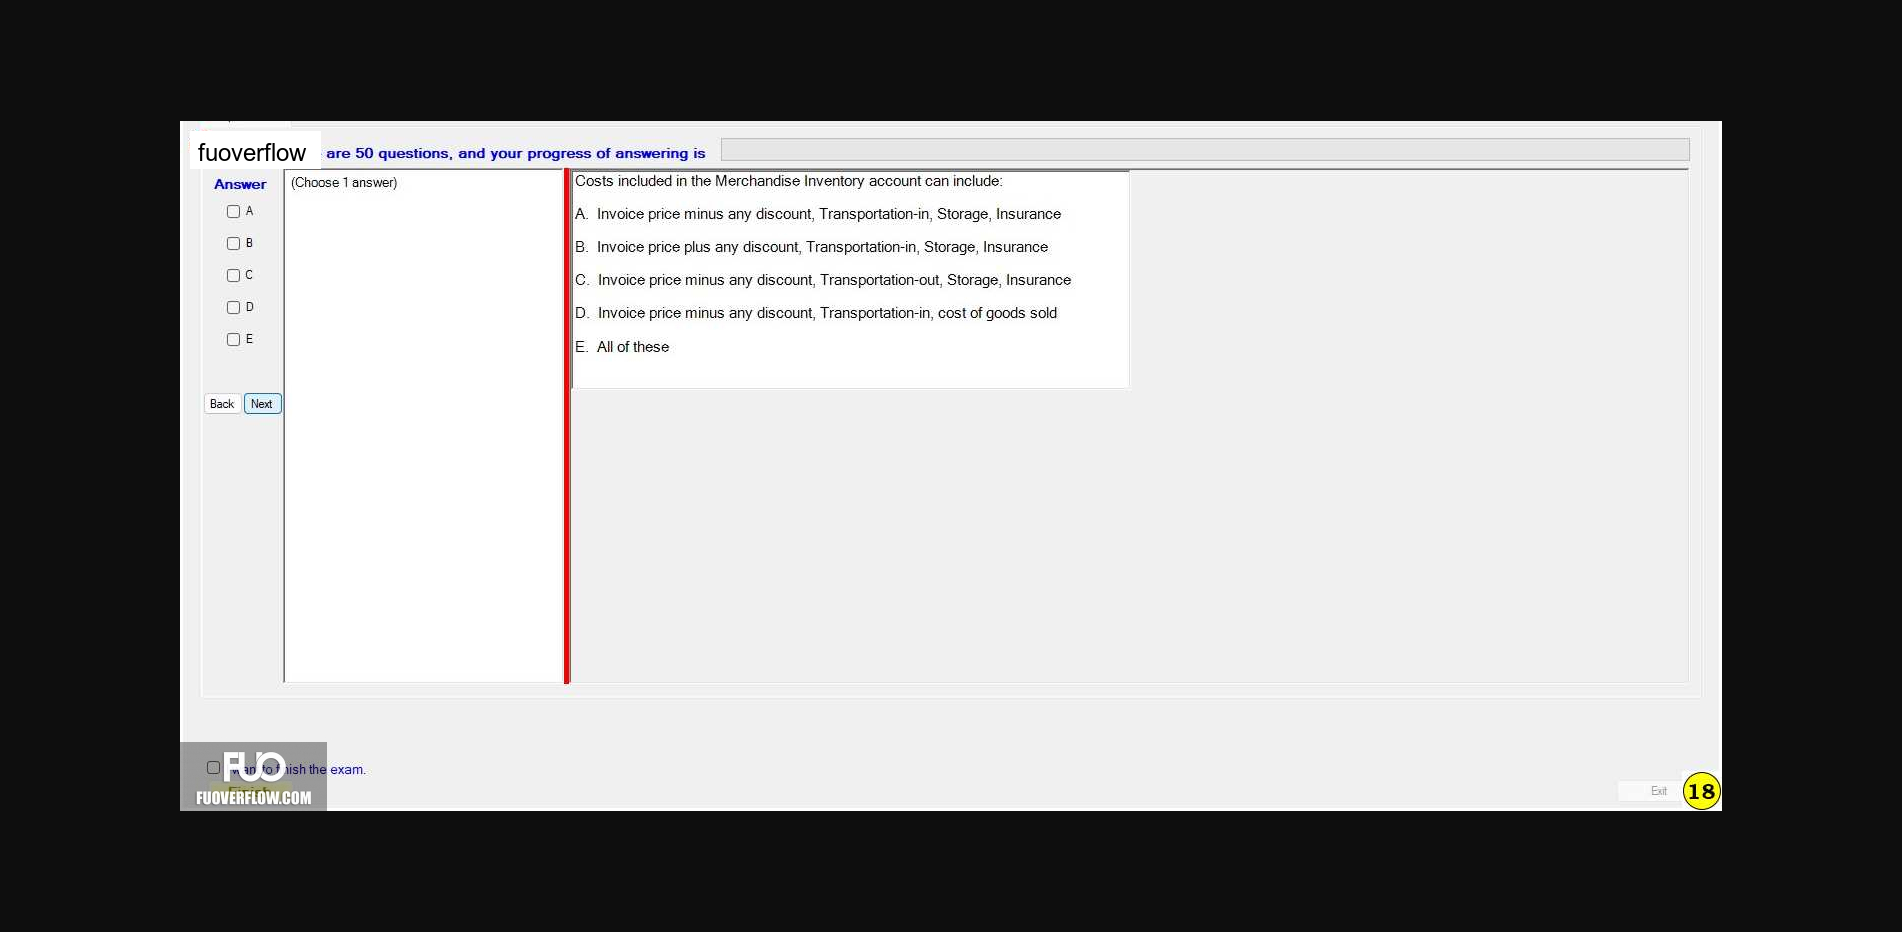 fuoverflow are 50 questions, and your progress of answering is
Answer
(Choose 1 answer)
A
B
C
D
E
Back Next
Costs included in the Merchandise Inventory account can include:
A. Invoice price minus any discount, Transportation-in, Storage, Insurance
B. Invoice price plus any discount, Transportation-in, Storage, Insurance
C. Invoice price minus any discount, Transportation-out, Storage, Insurance
D. Invoice price minus any discount, Transportation-in, cost of goods sold
E. All of these
FUO
want to finish the exam.
Finish
FUOVERFLOW.COM
Exit
18